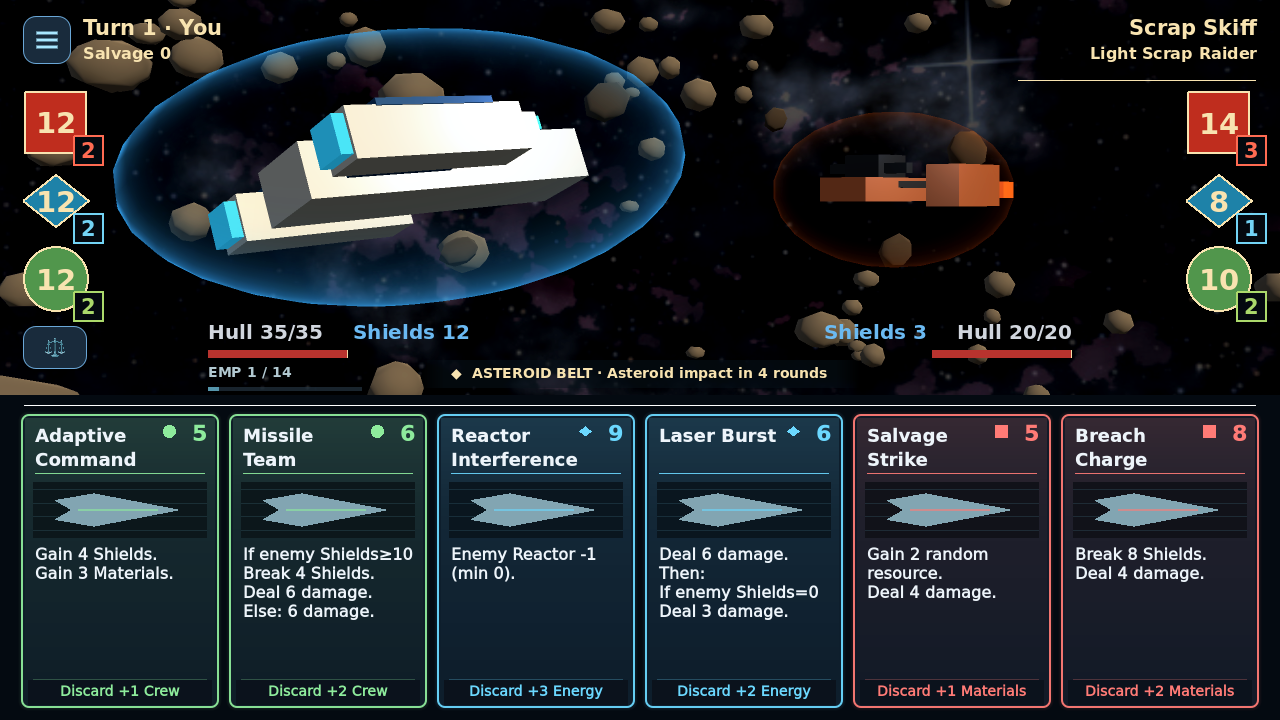 Turn 1 · You
Salvage 0
Scrap Skiff
Light Scrap Raider
12
2
12
2
12
2
14
3
8
1
10
2
Hull 35/35
Shields 12
Shields 3
Hull 20/20
EMP 1 / 14
◆ ASTEROID BELT · Asteroid impact in 4 rounds
Adaptive
Command
5
Gain 4 Shields.
Gain 3 Materials.
Discard +1 Crew
Missile
Team
6
If enemy Shields≥10
Break 4 Shields.
Deal 6 damage.
Else: 6 damage.
Discard +2 Crew
Reactor
Interference
9
Enemy Reactor -1
(min 0).
Discard +3 Energy
Laser Burst
6
Deal 6 damage.
Then:
If enemy Shields=0
Deal 3 damage.
Discard +2 Energy
Salvage
Strike
5
Gain 2 random
resource.
Deal 4 damage.
Discard +1 Materials
Breach
Charge
8
Break 8 Shields.
Deal 4 damage.
Discard +2 Materials